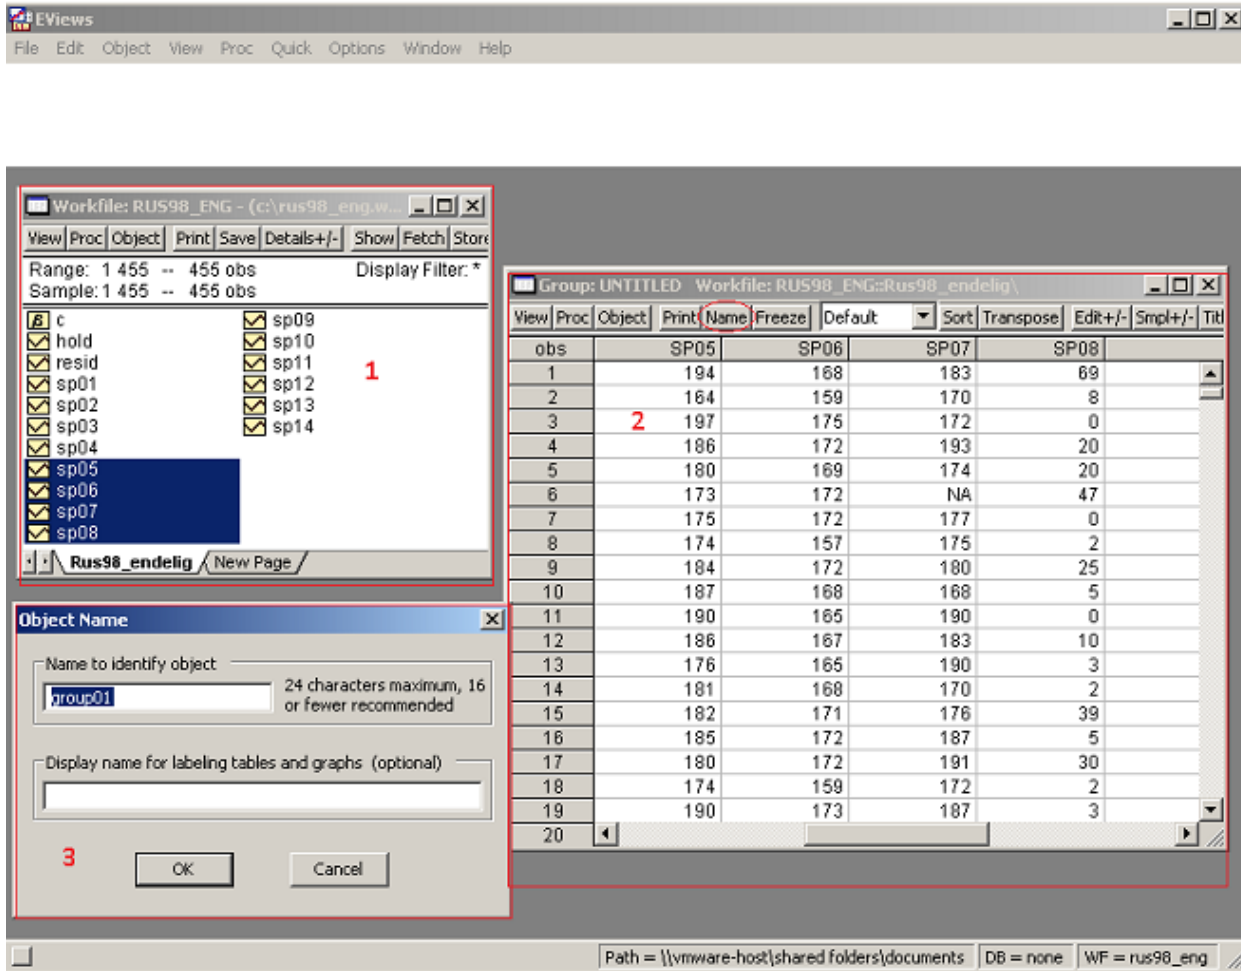 EViews
File Edit Object View Proc Quick Options Window Help
Workfile: RUS98_ENG - (c:\rus98_eng.w...
View Proc Object Print Save Details+/- Show Fetch Store
Range: 1 455 -- 455 obs Display Filter: *
Sample: 1 455 -- 455 obs
c sp09
hold sp10
resid sp11
sp01 sp12
sp02 sp13
sp03 sp14
sp04
sp05
sp06
sp07
sp08
1
Rus98_endelig New Page
Group: UNTITLED Workfile: RUS98_ENG::Rus98_endelig\
View Proc Object Print Name Freeze Default Sort Transpose Edit+/- Smpl+/- Titl
obs SP05 SP06 SP07 SP08
1 194 168 183 69
2 164 159 170 8
3 197 175 172 0
4 186 172 193 20
5 180 169 174 20
6 173 172 NA 47
7 175 172 177 0
8 174 157 175 2
9 184 172 180 25
10 187 168 168 5
11 190 165 190 0
12 186 167 183 10
13 176 165 190 3
14 181 168 170 2
15 182 171 176 39
16 185 172 187 5
17 180 172 191 30
18 174 159 172 2
19 190 173 187 3
20
2
Object Name
Name to identify object
group01 24 characters maximum, 16
or fewer recommended
Display name for labeling tables and graphs (optional)
3
OK Cancel
Path = \\vmware-host\shared folders\documents DB = none WF = rus98_eng